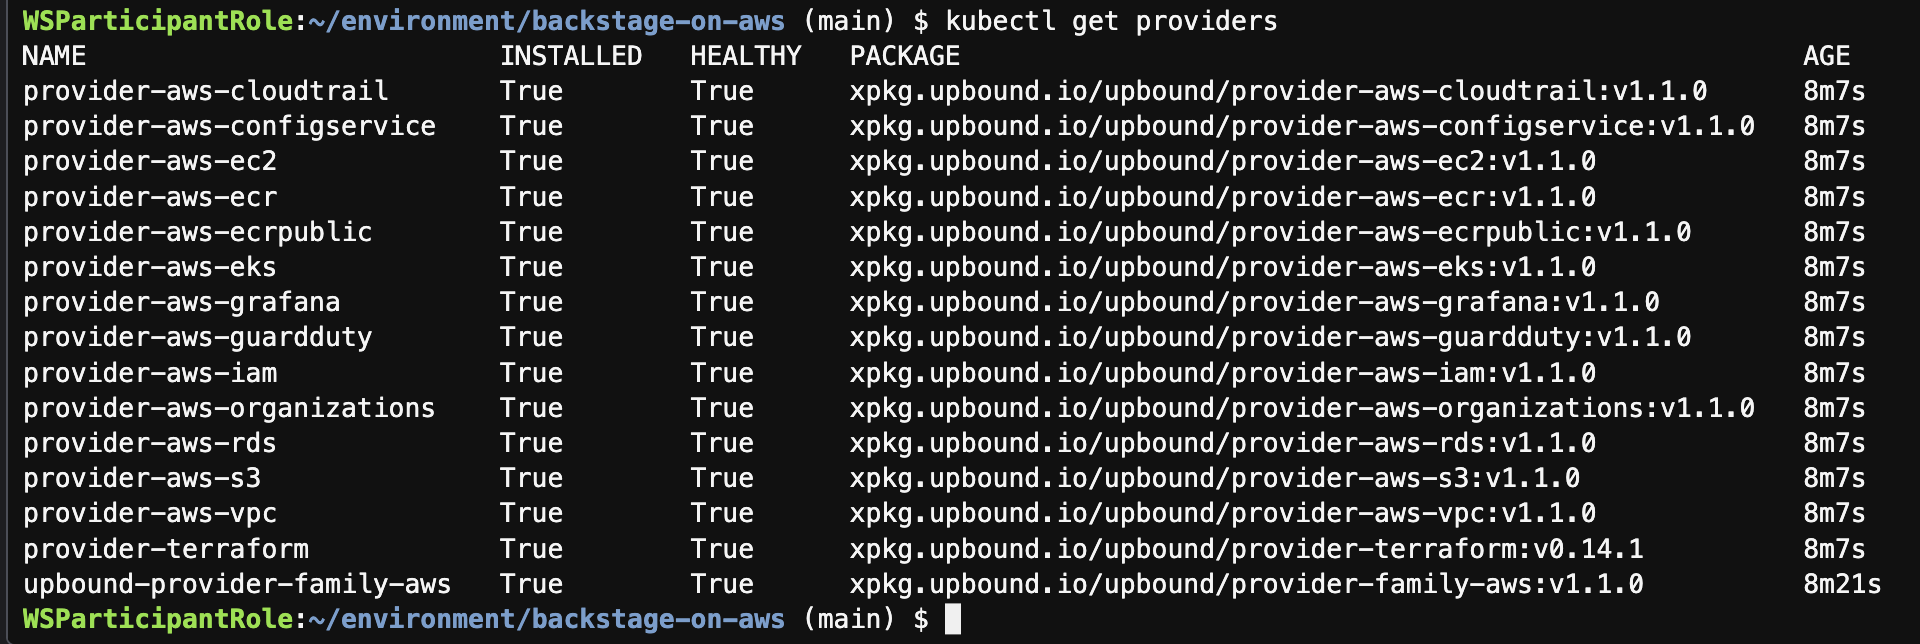 WSParticipantRole:~/environment/backstage-on-aws (main) $ kubectl get providers
NAME                          INSTALLED   HEALTHY   PACKAGE                                                     AGE
provider-aws-cloudtrail       True        True      xpkg.upbound.io/upbound/provider-aws-cloudtrail:v1.1.0      8m7s
provider-aws-configservice    True        True      xpkg.upbound.io/upbound/provider-aws-configservice:v1.1.0   8m7s
provider-aws-ec2              True        True      xpkg.upbound.io/upbound/provider-aws-ec2:v1.1.0             8m7s
provider-aws-ecr              True        True      xpkg.upbound.io/upbound/provider-aws-ecr:v1.1.0             8m7s
provider-aws-ecrpublic        True        True      xpkg.upbound.io/upbound/provider-aws-ecrpublic:v1.1.0       8m7s
provider-aws-eks              True        True      xpkg.upbound.io/upbound/provider-aws-eks:v1.1.0             8m7s
provider-aws-grafana          True        True      xpkg.upbound.io/upbound/provider-aws-grafana:v1.1.0         8m7s
provider-aws-guardduty        True        True      xpkg.upbound.io/upbound/provider-aws-guardduty:v1.1.0       8m7s
provider-aws-iam              True        True      xpkg.upbound.io/upbound/provider-aws-iam:v1.1.0             8m7s
provider-aws-organizations    True        True      xpkg.upbound.io/upbound/provider-aws-organizations:v1.1.0   8m7s
provider-aws-rds              True        True      xpkg.upbound.io/upbound/provider-aws-rds:v1.1.0             8m7s
provider-aws-s3               True        True      xpkg.upbound.io/upbound/provider-aws-s3:v1.1.0              8m7s
provider-aws-vpc              True        True      xpkg.upbound.io/upbound/provider-aws-vpc:v1.1.0             8m7s
provider-terraform            True        True      xpkg.upbound.io/upbound/provider-terraform:v0.14.1          8m7s
upbound-provider-family-aws   True        True      xpkg.upbound.io/upbound/provider-family-aws:v1.1.0          8m21s
WSParticipantRole:~/environment/backstage-on-aws (main) $